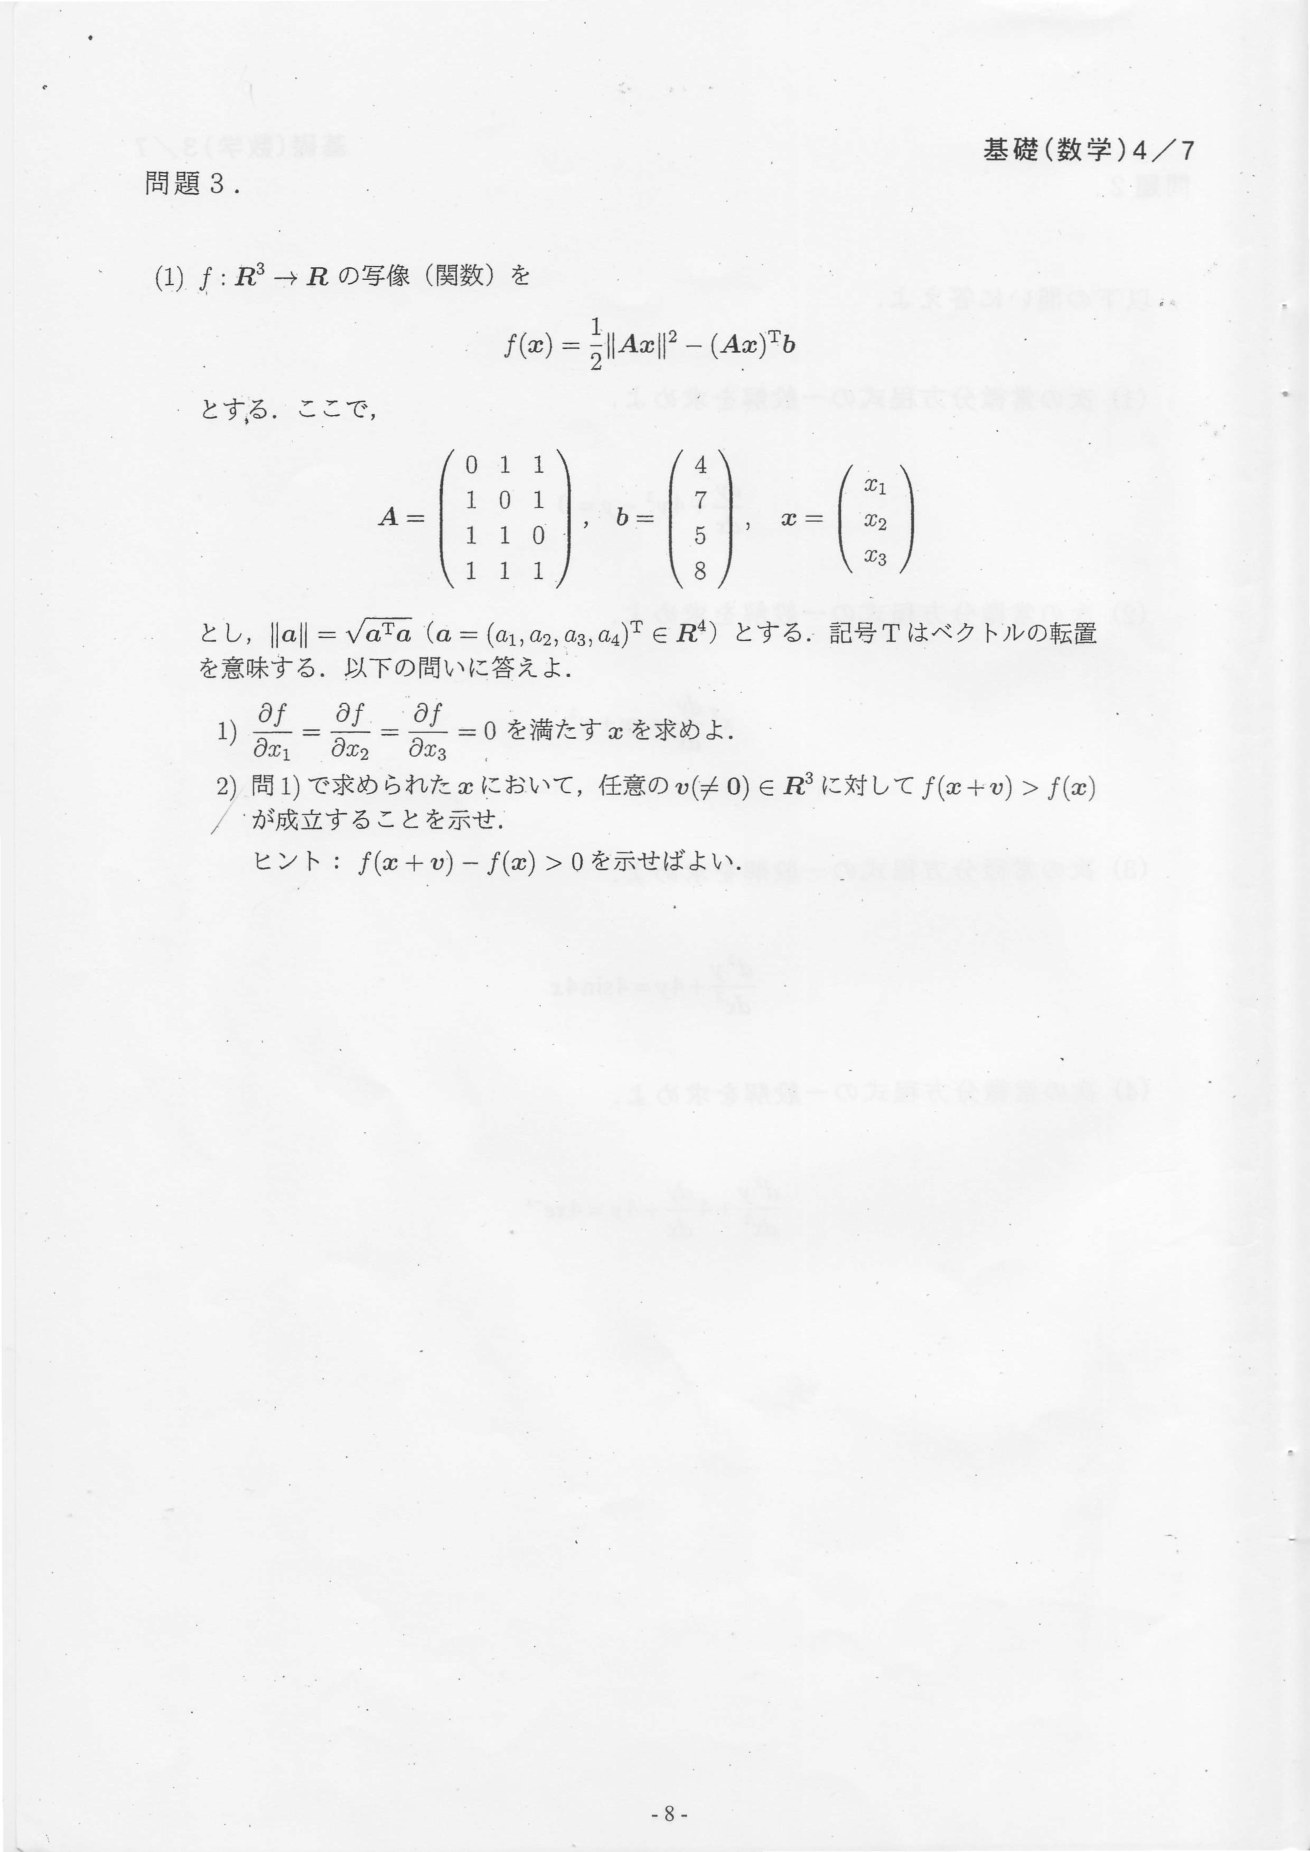 基礎(数学)4／7
問題３．
(1) f : R³ → R の写像（関数）を
f(x) = 1/2 ||Ax||² − (Ax)ᵀb
とする．ここで，
A = ( 0 1 1 ; 1 0 1 ; 1 1 0 ; 1 1 1 ), b = ( 4 ; 7 ; 5 ; 8 ), x = ( x₁ ; x₂ ; x₃ )
とし，||a|| = √(aᵀa)（a = (a₁, a₂, a₃, a₄)ᵀ ∈ R⁴）とする．記号 T はベクトルの転置
を意味する．以下の問いに答えよ．
1) ∂f/∂x₁ = ∂f/∂x₂ = ∂f/∂x₃ = 0 を満たす x を求めよ．
2) 問 1) で求められた x において，任意の v(≠ 0) ∈ R³ に対して f(x + v) > f(x)
が成立することを示せ．
ヒント： f(x + v) − f(x) > 0 を示せばよい．
- 8 -